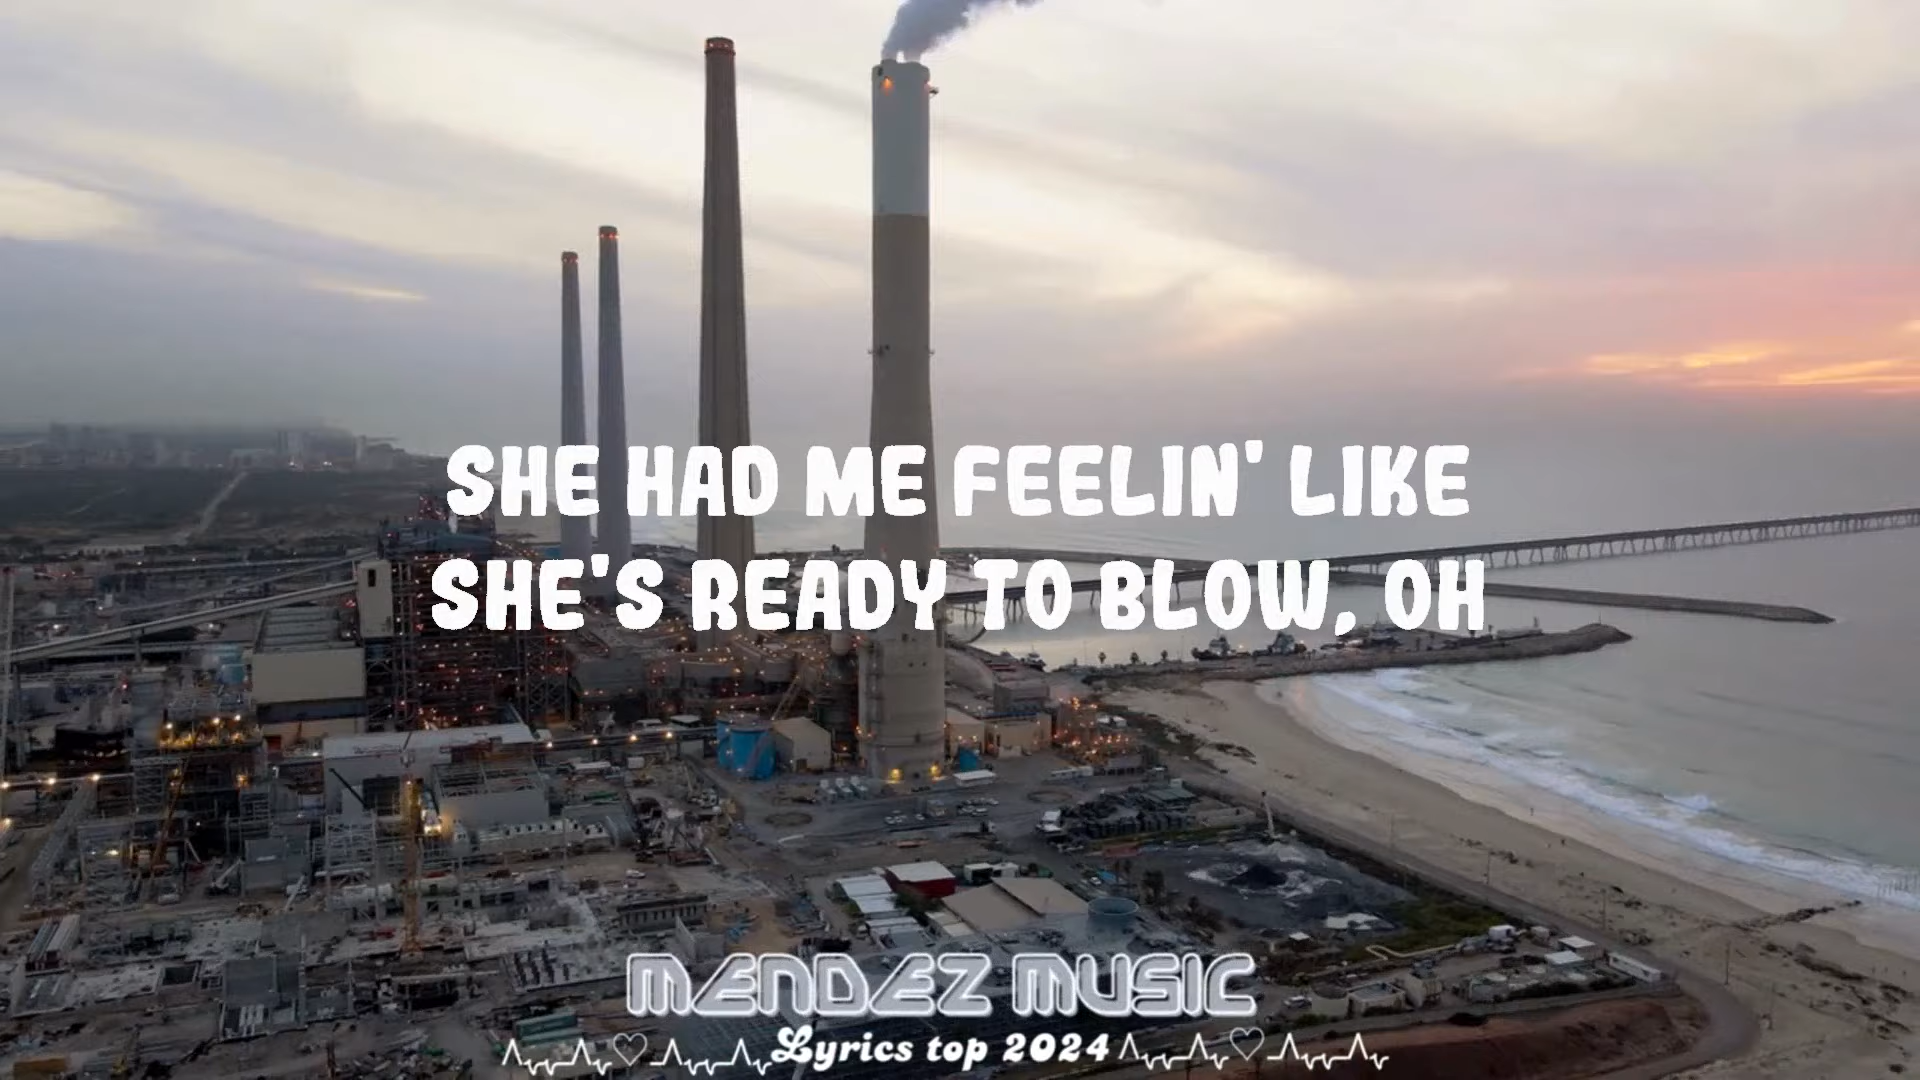 SHE HAD ME FEELIN' LIKE
SHE'S READY TO BLOW, OH
MENDEZ MUSIC
Lyrics top 2024